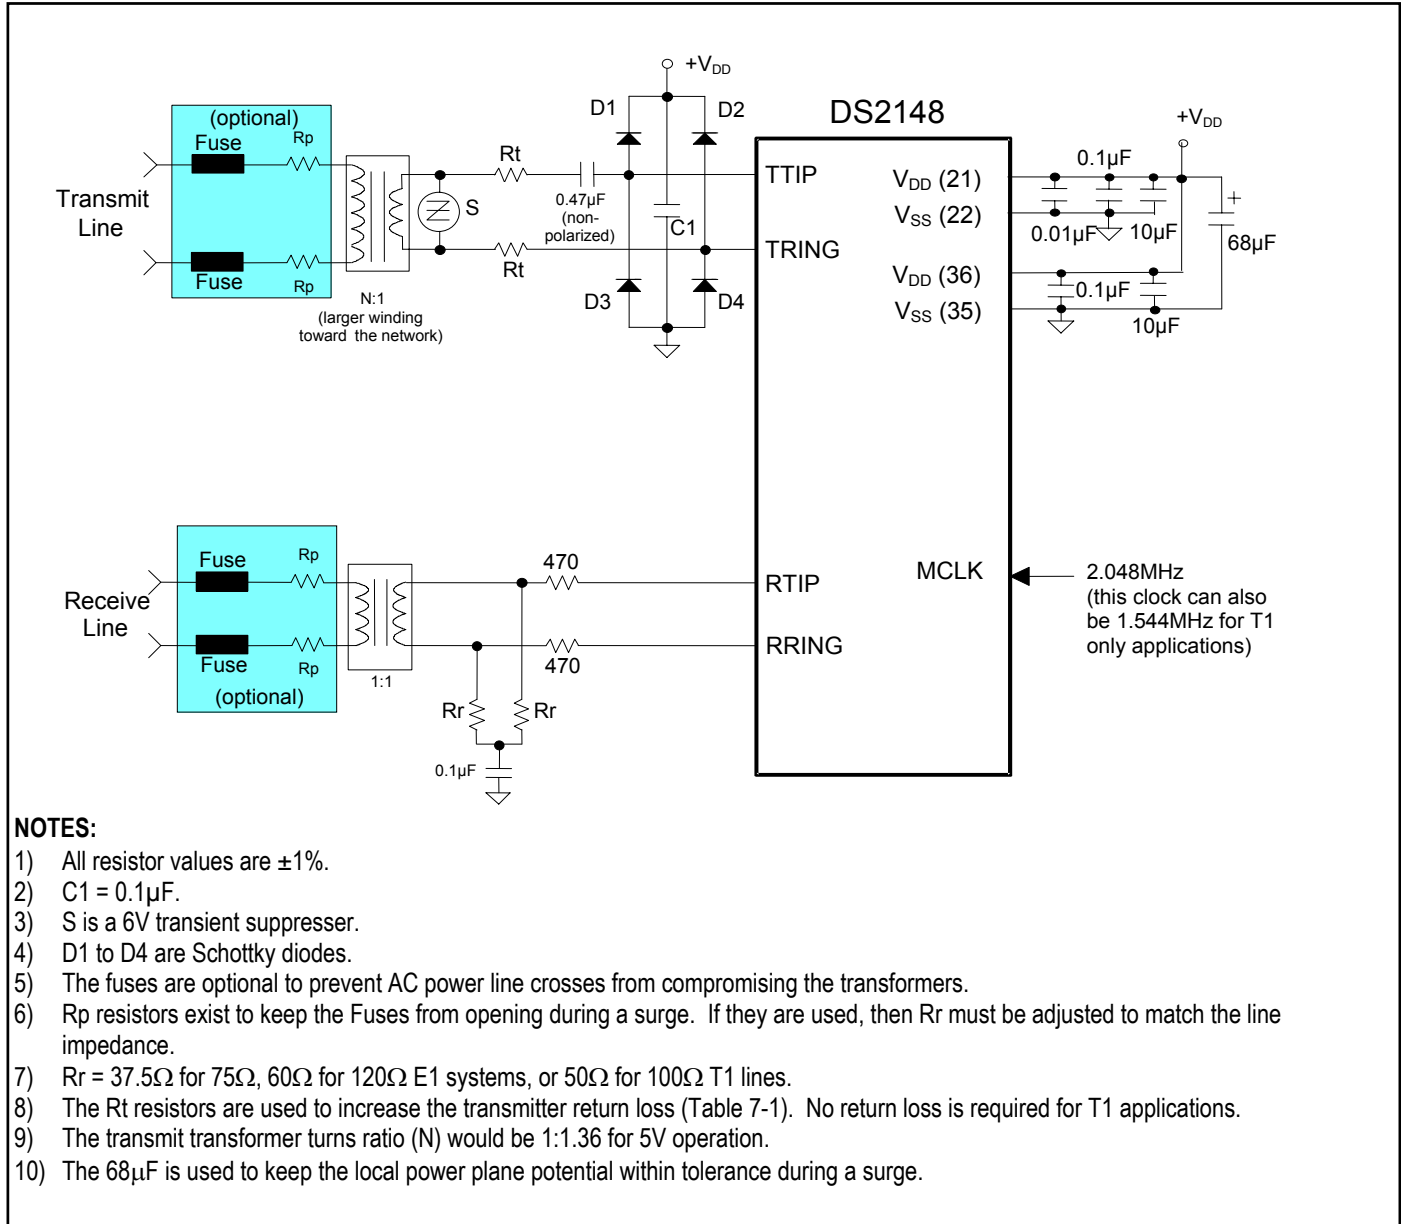 +VDD
(optional)
Fuse
Rp
D1
D2
DS2148
+VDD
Rt
0.1µF
TTIP
VDD (21)
Transmit
Line
S
0.47µF
(non-
polarized)
C1
VSS (22)
+
0.01µF
10µF
68µF
TRING
Rt
Fuse
Rp
VDD (36)
D3
D4
0.1µF
N:1
(larger winding
toward the network)
VSS (35)
10µF
Fuse
Rp
470
RTIP
MCLK
2.048MHz
(this clock can also
be 1.544MHz for T1
only applications)
Receive
Line
RRING
Fuse
Rp
470
(optional)
1:1
Rr
Rr
0.1µF
NOTES:
1) All resistor values are ±1%.
2) C1 = 0.1µF.
3) S is a 6V transient suppresser.
4) D1 to D4 are Schottky diodes.
5) The fuses are optional to prevent AC power line crosses from compromising the transformers.
6) Rp resistors exist to keep the Fuses from opening during a surge. If they are used, then Rr must be adjusted to match the line
impedance.
7) Rr = 37.5Ω for 75Ω, 60Ω for 120Ω E1 systems, or 50Ω for 100Ω T1 lines.
8) The Rt resistors are used to increase the transmitter return loss (Table 7-1). No return loss is required for T1 applications.
9) The transmit transformer turns ratio (N) would be 1:1.36 for 5V operation.
10) The 68µF is used to keep the local power plane potential within tolerance during a surge.